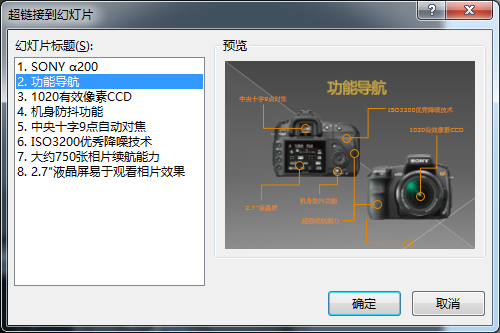 超链接到幻灯片
幻灯片标题(S):
1. SONY α200
2. 功能导航
3. 1020有效像素CCD
4. 机身防抖功能
5. 中央十字9点自动对焦
6. ISO3200优秀降噪技术
7. 大约750张相片续航能力
8. 2.7"液晶屏易于观看相片效果
预览
功能导航
中央十字9点对焦
ISO3200优秀降噪技术
1020有效像素CCD
SONY
2.7"液晶屏
机身防抖功能
超强续航能力
确定
取消